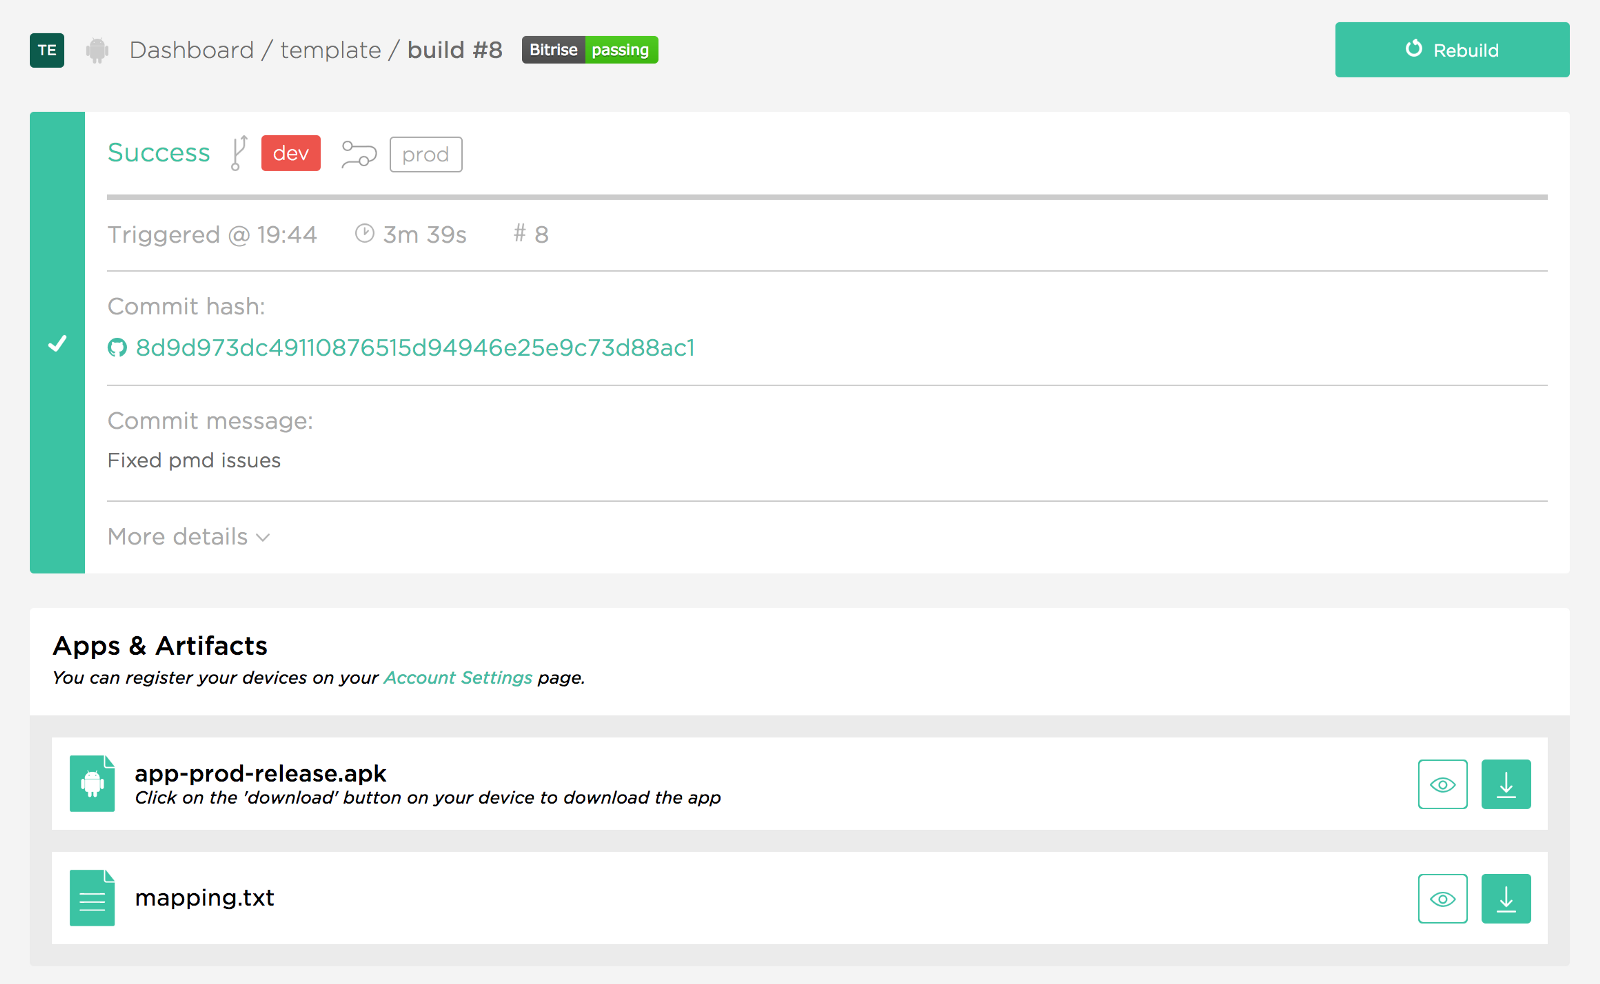 TE Dashboard / template / build #8 Bitrise passing
Rebuild
Success dev prod
Triggered @ 19:44 3m 39s # 8
Commit hash:
8d9d973dc49110876515d94946e25e9c73d88ac1
Commit message:
Fixed pmd issues
More details
Apps & Artifacts
You can register your devices on your Account Settings page.
app-prod-release.apk
Click on the 'download' button on your device to download the app
mapping.txt